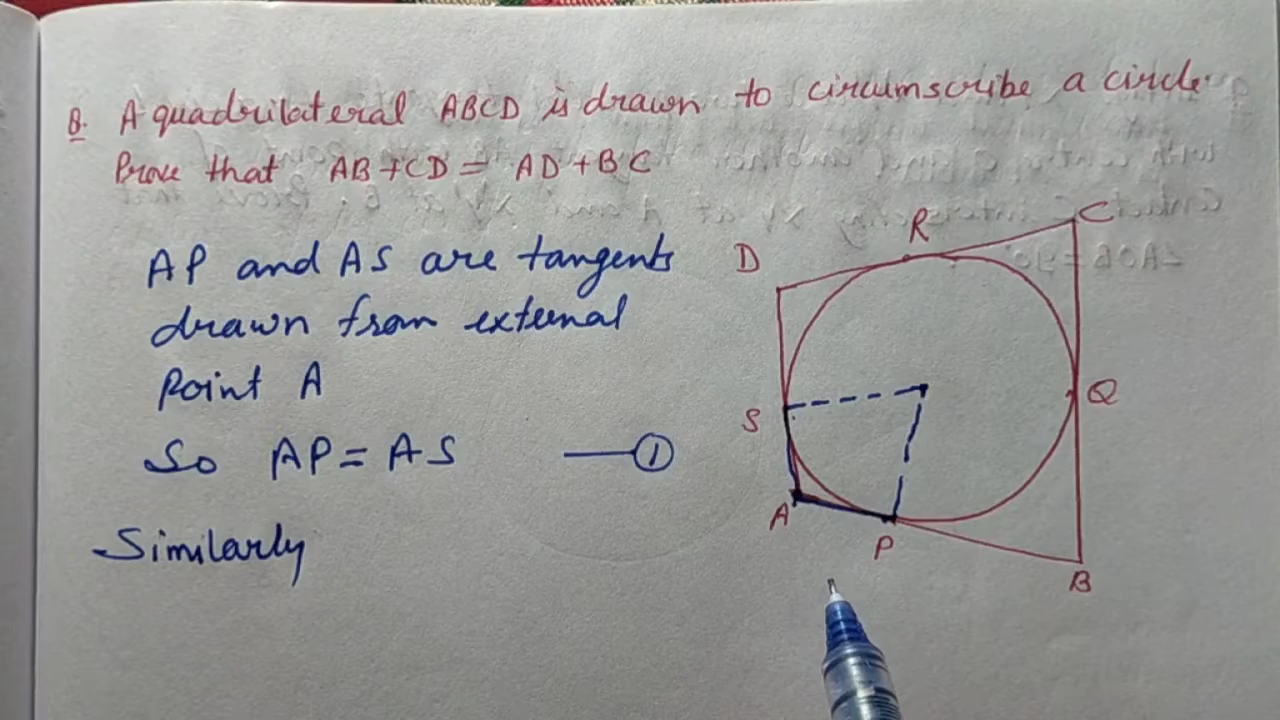 Q. A quadrilateral ABCD is drawn to circumscribe a circle.
Prove that AB+CD = AD+BC
AP and AS are tangents
drawn from external
Point A
So AP = AS —①
Similarly
D
R
C
S
Q
A
P
B